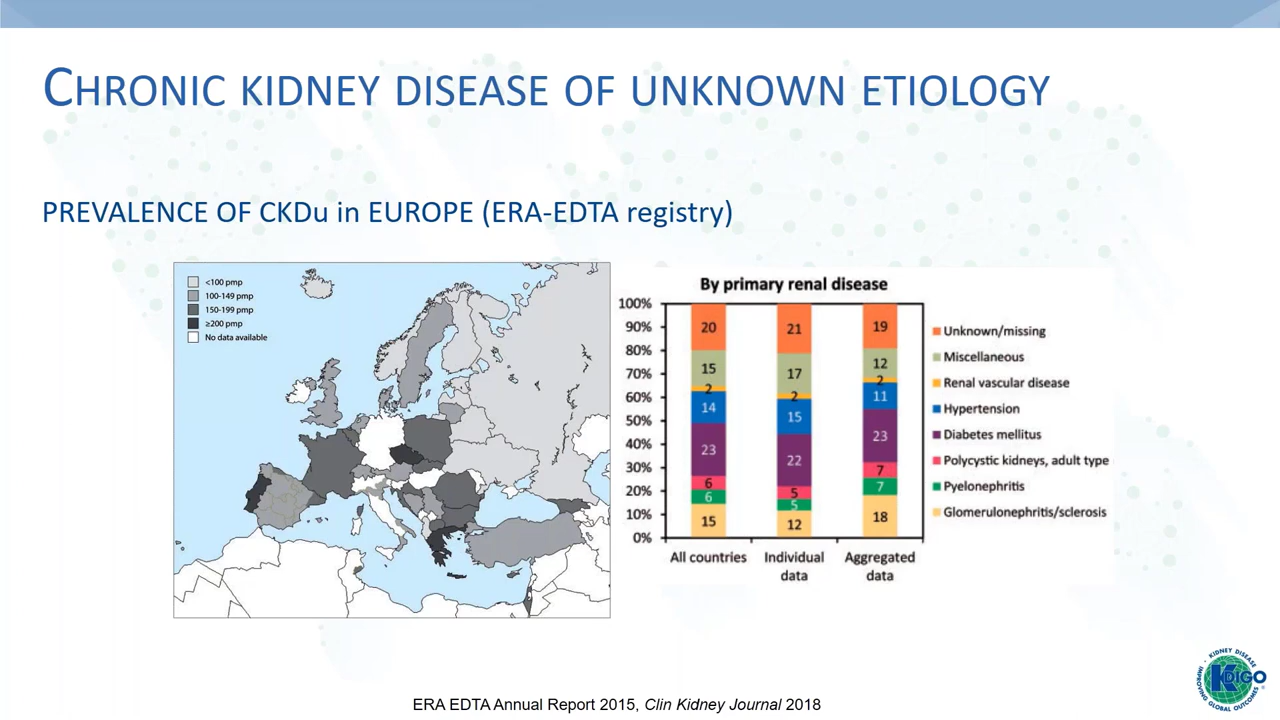 CHRONIC KIDNEY DISEASE OF UNKNOWN ETIOLOGY
PREVALENCE OF CKDu in EUROPE (ERA-EDTA registry)
<100 pmp
100-149 pmp
150-199 pmp
≥200 pmp
No data available
By primary renal disease
100%
90%
80%
70%
60%
50%
40%
30%
20%
10%
0%
20
15
2
14
23
6
6
15
21
17
2
15
22
5
5
12
19
12
2
11
23
7
7
18
All countries
Individual
data
Aggregated
data
Unknown/missing
Miscellaneous
Renal vascular disease
Hypertension
Diabetes mellitus
Polycystic kidneys, adult type
Pyelonephritis
Glomerulonephritis/sclerosis
ERA EDTA Annual Report 2015, Clin Kidney Journal 2018
KIDNEY DISEASE
KDIGO
IMPROVING GLOBAL OUTCOMES
®